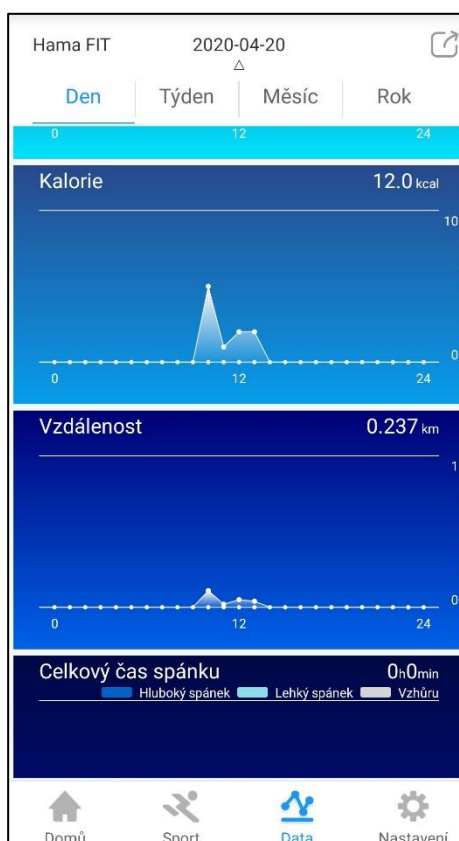 Hama FIT 2020-04-20
Den Týden Měsíc Rok
0 12 24
Kalorie 12.0 kcal
10
0
0 12 24
Vzdálenost 0.237 km
1
0
0 12 24
Celkový čas spánku 0h0min
Hluboký spánek Lehký spánek Vzhůru
Domů Sport Data Nastavení